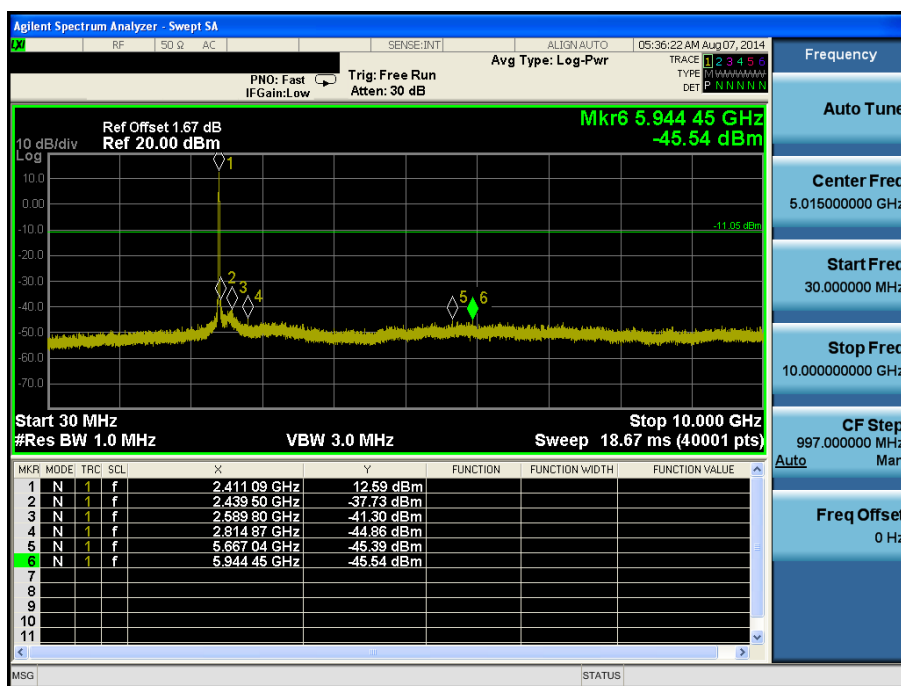 Agilent Spectrum Analyzer - Swept SA
LXI RF 50 Ω AC SENSE:INT ALIGN AUTO 05:36:22 AM Aug 07, 2014
PNO: Fast
IFGain:Low
Trig: Free Run
Atten: 30 dB
Avg Type: Log-Pwr
TRACE 1 2 3 4 5 6
TYPE M WWWWW
DET P N N N N N
Ref Offset 1.67 dB
10 dB/div Ref 20.00 dBm
Log
Mkr6 5.944 45 GHz
-45.54 dBm
10.0
0.00
-10.0
-20.0
-30.0
-40.0
-50.0
-60.0
-70.0
-11.05 dBm
1
2
3
4
5
6
Start 30 MHz Stop 10.000 GHz
#Res BW 1.0 MHz VBW 3.0 MHz Sweep 18.67 ms (40001 pts)
MKR MODE TRC SCL X Y FUNCTION FUNCTION WIDTH FUNCTION VALUE
1 N 1 f 2.411 09 GHz 12.59 dBm
2 N 1 f 2.439 50 GHz -37.73 dBm
3 N 1 f 2.589 80 GHz -41.30 dBm
4 N 1 f 2.814 87 GHz -44.86 dBm
5 N 1 f 5.667 04 GHz -45.39 dBm
6 N 1 f 5.944 45 GHz -45.54 dBm
7
8
9
10
11
MSG STATUS
Frequency
Auto Tune
Center Freq
5.015000000 GHz
Start Freq
30.000000 MHz
Stop Freq
10.000000000 GHz
CF Step
997.000000 MHz
Auto Man
Freq Offset
0 Hz